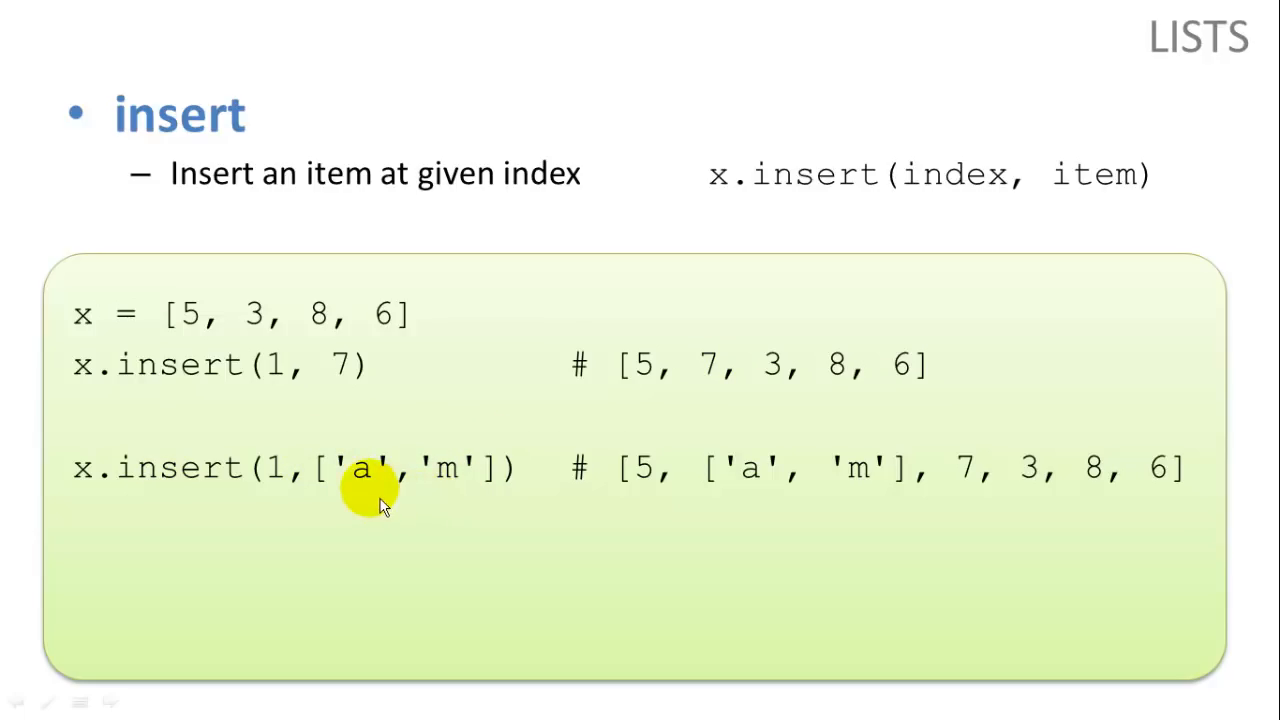 LISTS
• insert
– Insert an item at given index x.insert(index, item)
x = [5, 3, 8, 6]
x.insert(1, 7) # [5, 7, 3, 8, 6]
x.insert(1,['a','m']) # [5, ['a', 'm'], 7, 3, 8, 6]